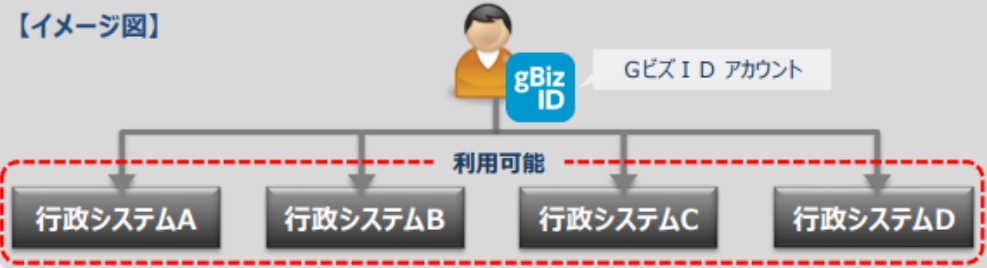 【イメージ図】
gBiz
ID
GビズID アカウント
利用可能
行政システムA
行政システムB
行政システムC
行政システムD